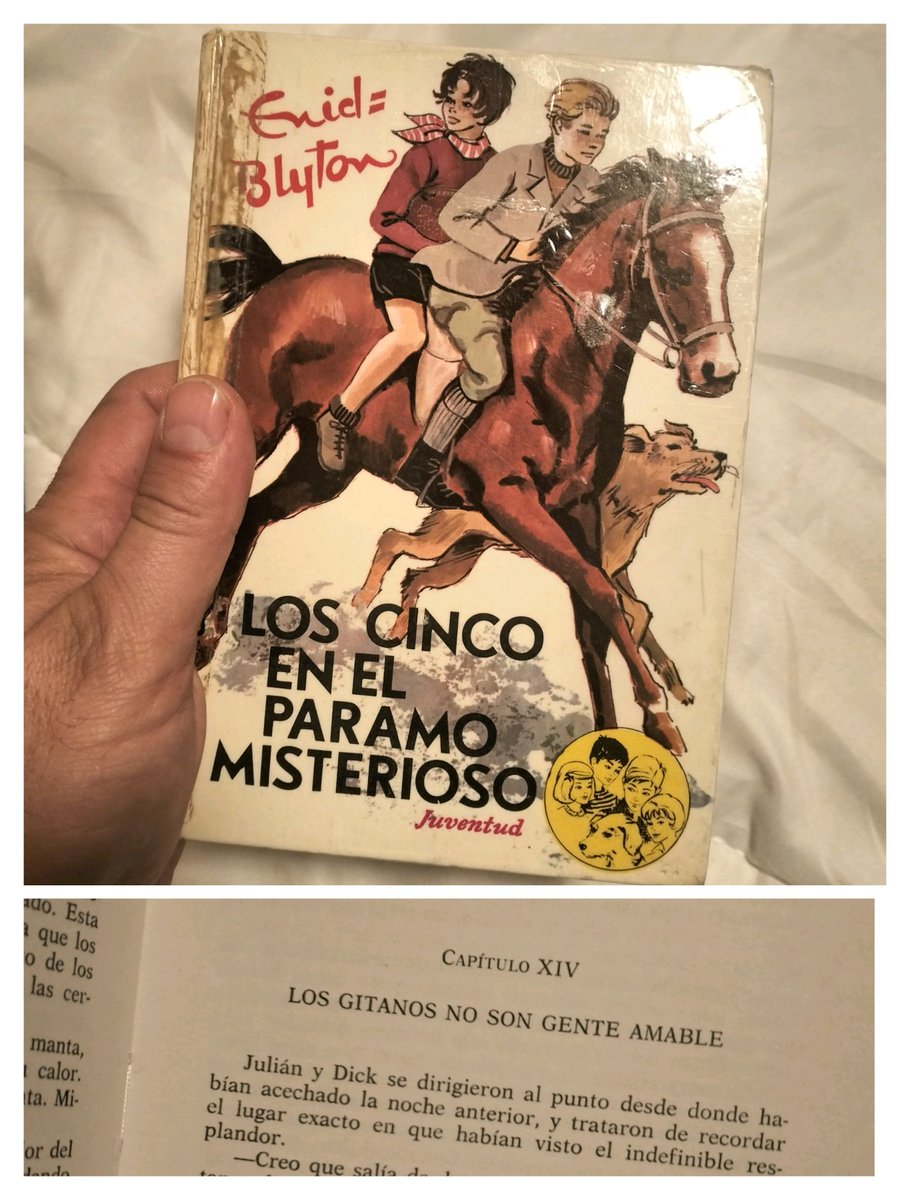 Enid
Blyton
LOS CINCO
EN EL
PARAMO
MISTERIOSO
Juventud
ado. Esta
que los
o de los
las cer-
manta,
calor.
ta. Mi-
or del
CAPÍTULO XIV
LOS GITANOS NO SON GENTE AMABLE
Julián y Dick se dirigieron al punto desde donde ha-
bían acechado la noche anterior, y trataron de recordar
el lugar exacto en que habían visto el indefinible res-
plandor.
—Creo que salía de